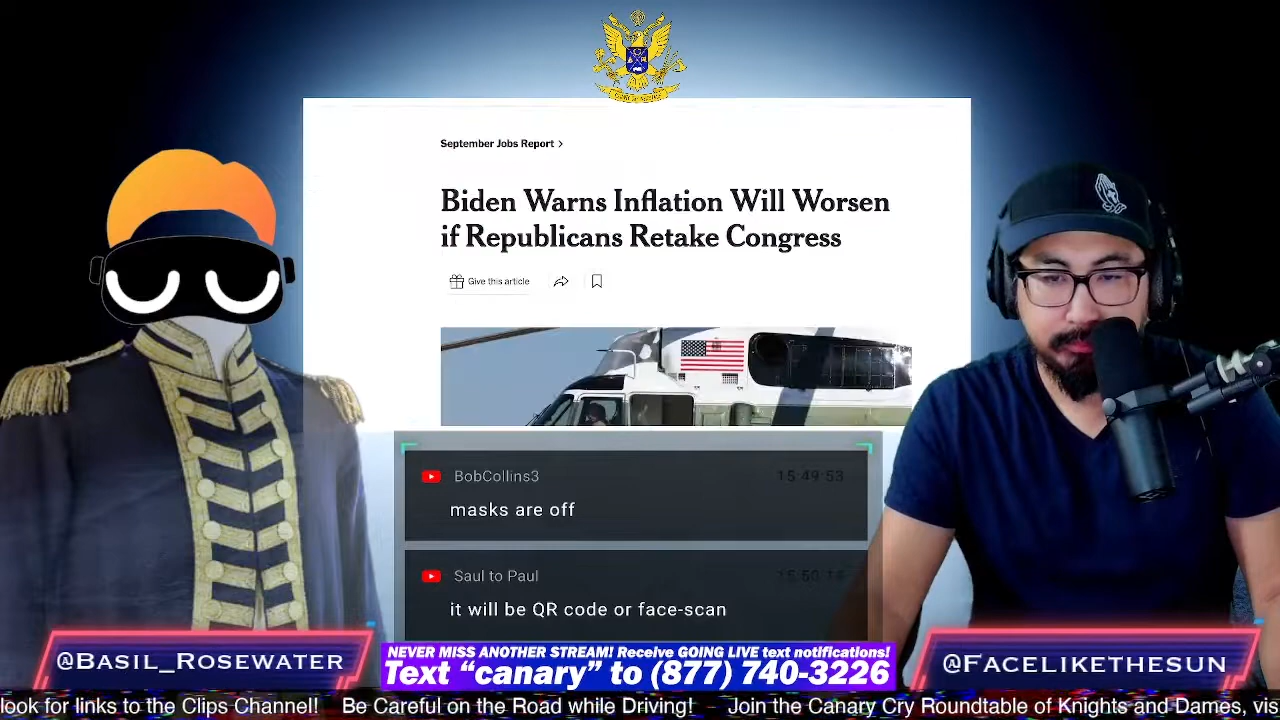 September Jobs Report >
Biden Warns Inflation Will Worsen
if Republicans Retake Congress
Give this article
BobCollins3 15:49:53
masks are off
Saul to Paul
it will be QR code or face-scan
@BASIL_ROSEWATER
NEVER MISS ANOTHER STREAM! Receive GOING LIVE text notifications!
Text “canary” to (877) 740-3226
@FACELIKETHESUN
look for links to the Clips Channel! Be Careful on the Road while Driving! Join the Canary Cry Roundtable of Knights and Dames, vis